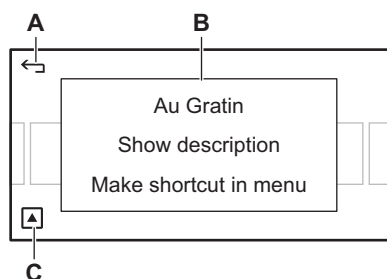 A
B
Au Gratin
Show description
Make shortcut in menu
C